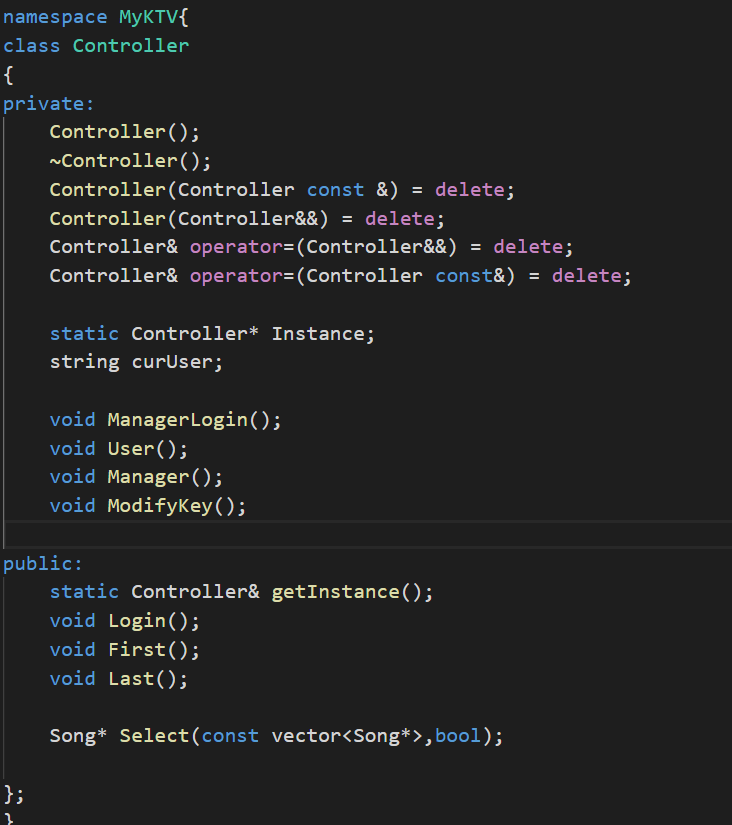 namespace MyKTV{
class Controller
{
private:
    Controller();
    ~Controller();
    Controller(Controller const &) = delete;
    Controller(Controller&&) = delete;
    Controller& operator=(Controller&&) = delete;
    Controller& operator=(Controller const&) = delete;
    static Controller* Instance;
    string curUser;
    void ManagerLogin();
    void User();
    void Manager();
    void ModifyKey();
public:
    static Controller& getInstance();
    void Login();
    void First();
    void Last();
    Song* Select(const vector<Song*>,bool);
};
}